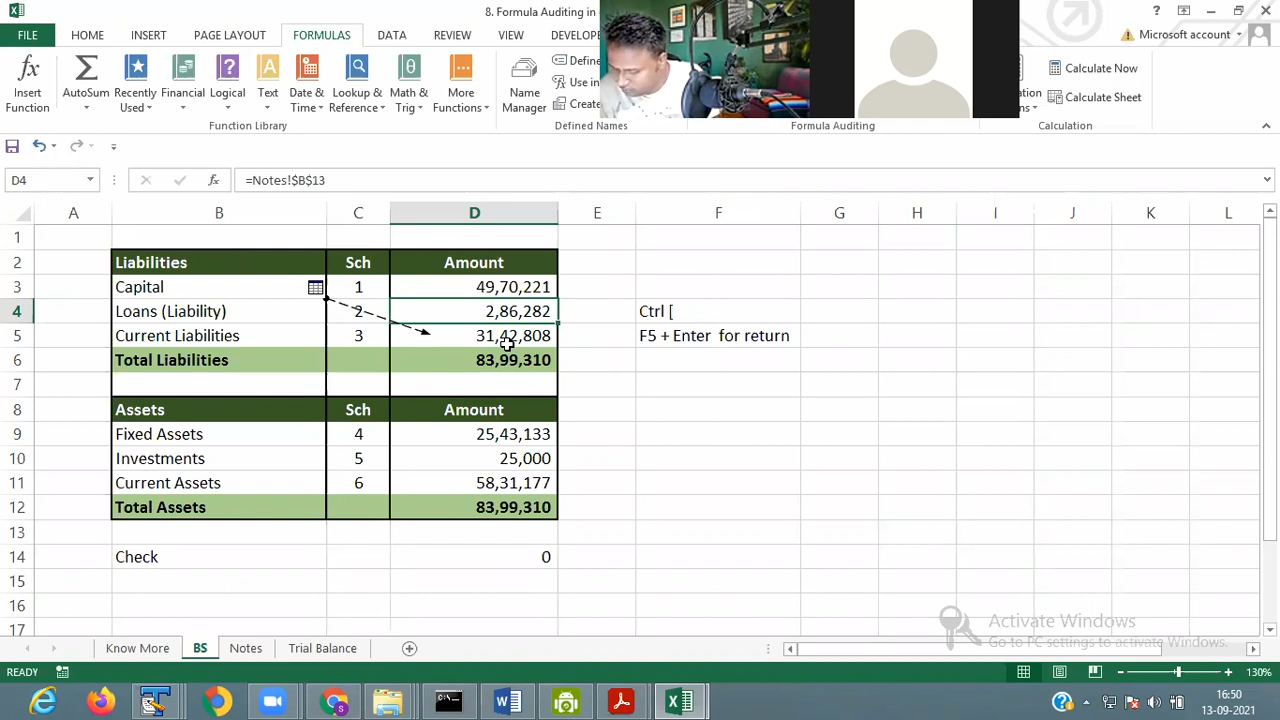 8. Formula Auditing in
FILE HOME INSERT PAGE LAYOUT FORMULAS DATA REVIEW VIEW DEVELOPE Microsoft account
Insert Function
AutoSum
Recently Used
Financial
Logical
Text
Date & Time
Lookup & Reference
Math & Trig
More Functions
Name Manager
Define
Use in
Create
Calculate Now
Calculate Sheet
Function Library Defined Names Formula Auditing Calculation
D4 fx =Notes!$B$13
A B C D E F G H I J K L
1
2 Liabilities Sch Amount
3 Capital 1 49,70,221
4 Loans (Liability) 2 2,86,282 Ctrl [
5 Current Liabilities 3 31,42,808 F5 + Enter for return
6 Total Liabilities 83,99,310
7
8 Assets Sch Amount
9 Fixed Assets 4 25,43,133
10 Investments 5 25,000
11 Current Assets 6 58,31,177
12 Total Assets 83,99,310
13
14 Check 0
15
16
17
Activate Windows
Go to PC settings to activate Windows.
Know More BS Notes Trial Balance
READY 130%
16:50
13-09-2021